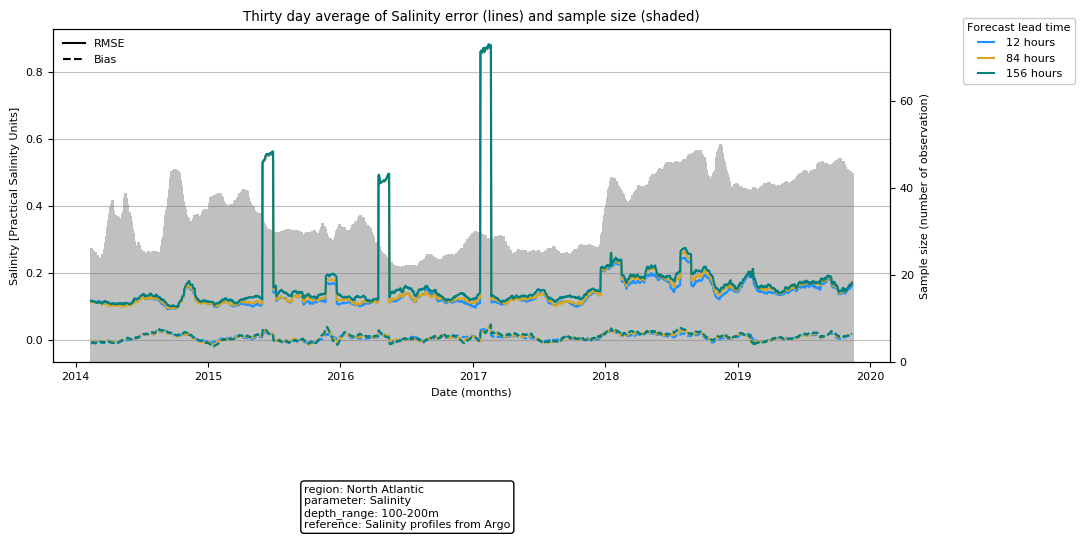 Thirty day average of Salinity error (lines) and sample size (shaded)
RMSE
Bias
Forecast lead time
12 hours
84 hours
156 hours
Salinity [Practical Salinity Units]
0.8
0.6
0.4
0.2
0.0
60
40
20
0
Sample size (number of observation)
2014 2015 2016 2017 2018 2019 2020
Date (months)
region: North Atlantic
parameter: Salinity
depth_range: 100-200m
reference: Salinity profiles from Argo